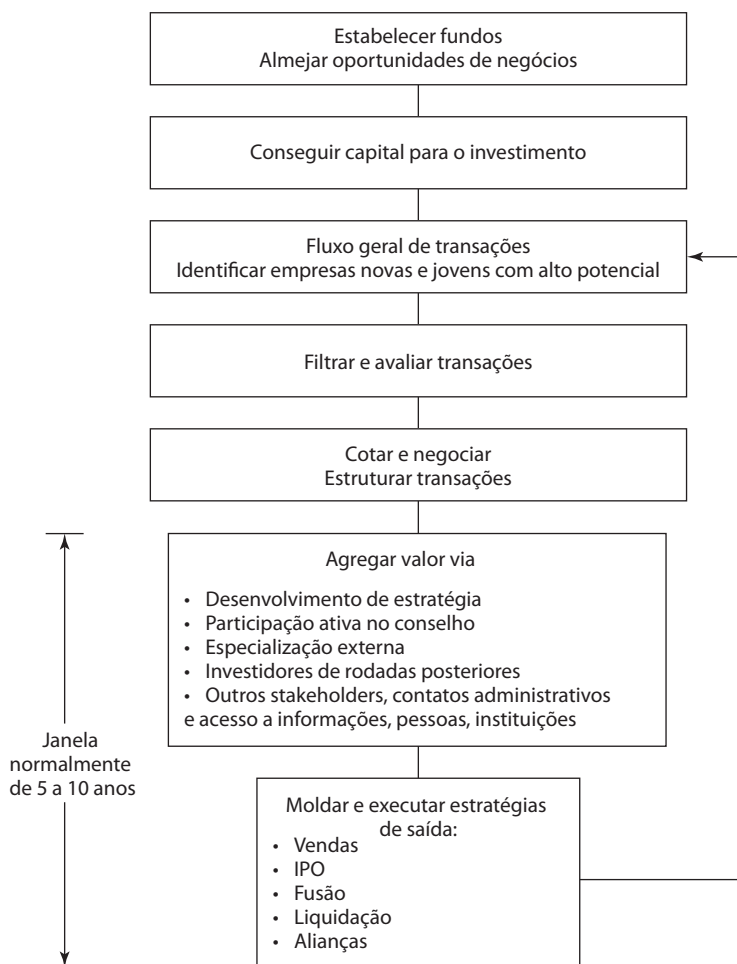 Estabelecer fundos
Almejar oportunidades de negócios
Conseguir capital para o investimento
Fluxo geral de transações
Identificar empresas novas e jovens com alto potencial
Filtrar e avaliar transações
Cotar e negociar
Estruturar transações
Agregar valor via
• Desenvolvimento de estratégia
• Participação ativa no conselho
• Especialização externa
• Investidores de rodadas posteriores
• Outros stakeholders, contatos administrativos
e acesso a informações, pessoas, instituições
Janela
normalmente
de 5 a 10 anos
Moldar e executar estratégias
de saída:
• Vendas
• IPO
• Fusão
• Liquidação
• Alianças